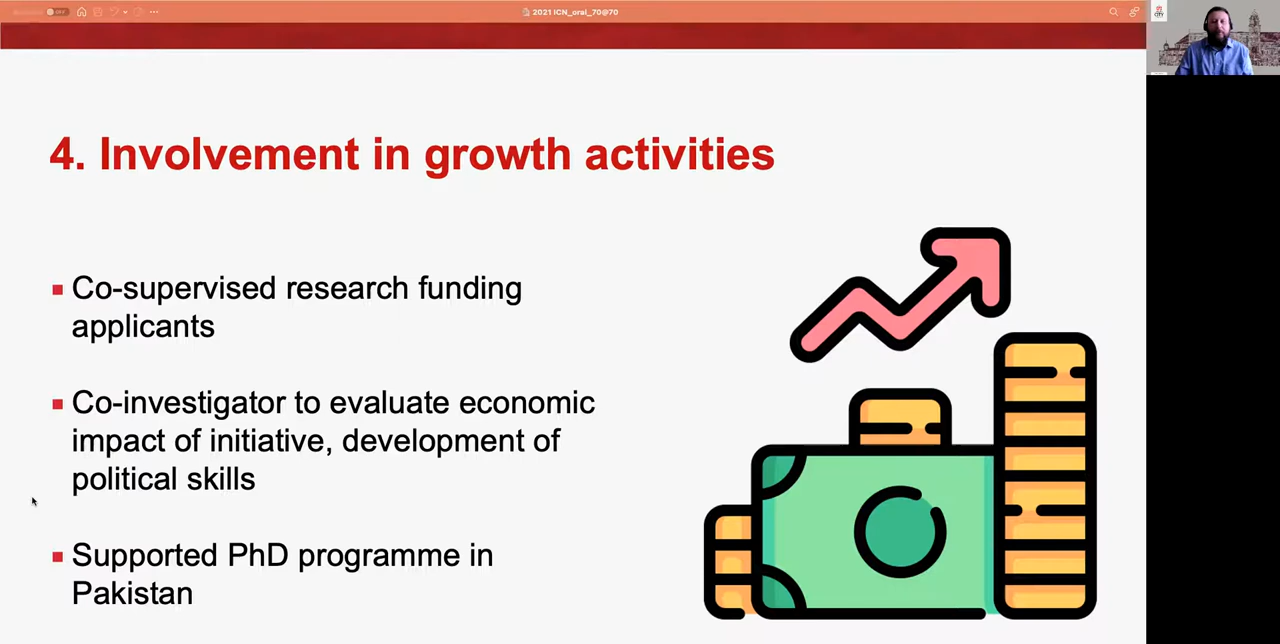 2021 ICN_oral_70@70
CITY
4. Involvement in growth activities
Co-supervised research funding
applicants
Co-investigator to evaluate economic
impact of initiative, development of
political skills
Supported PhD programme in
Pakistan